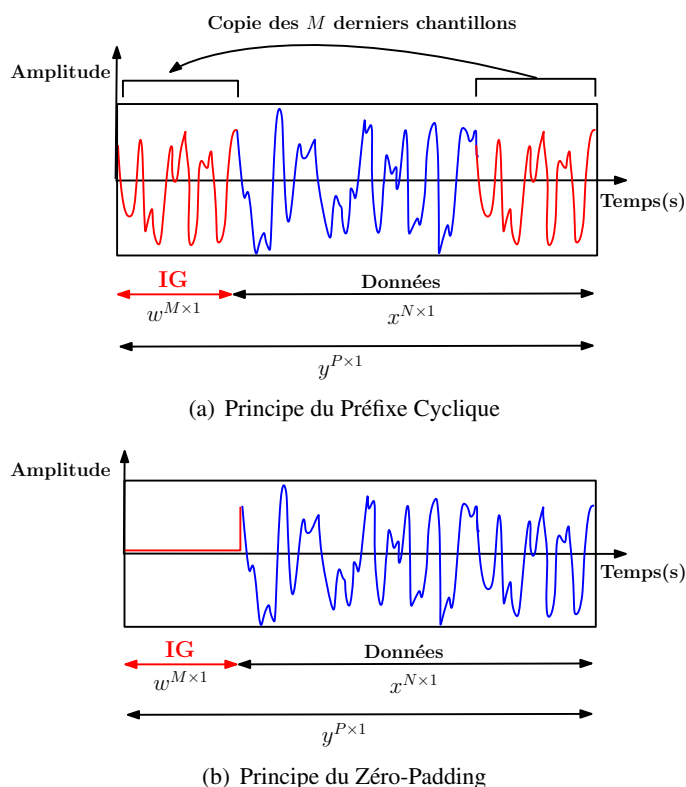 Copie des M derniers chantillons
Amplitude
Temps(s)
IG
Données
w^{M×1}
x^{N×1}
y^{P×1}
(a) Principe du Préfixe Cyclique
Amplitude
Temps(s)
IG
Données
w^{M×1}
x^{N×1}
y^{P×1}
(b) Principe du Zéro-Padding